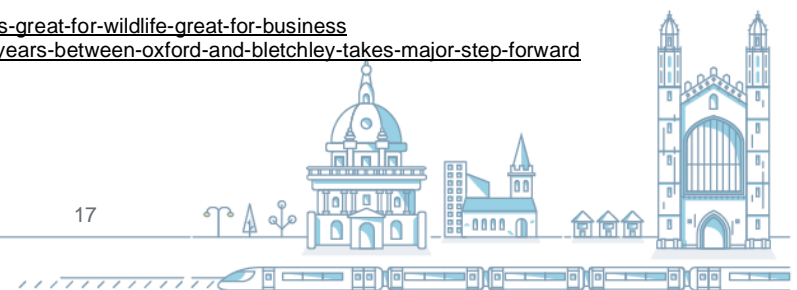 s-great-for-wildlife-great-for-business
years-between-oxford-and-bletchley-takes-major-step-forward
17